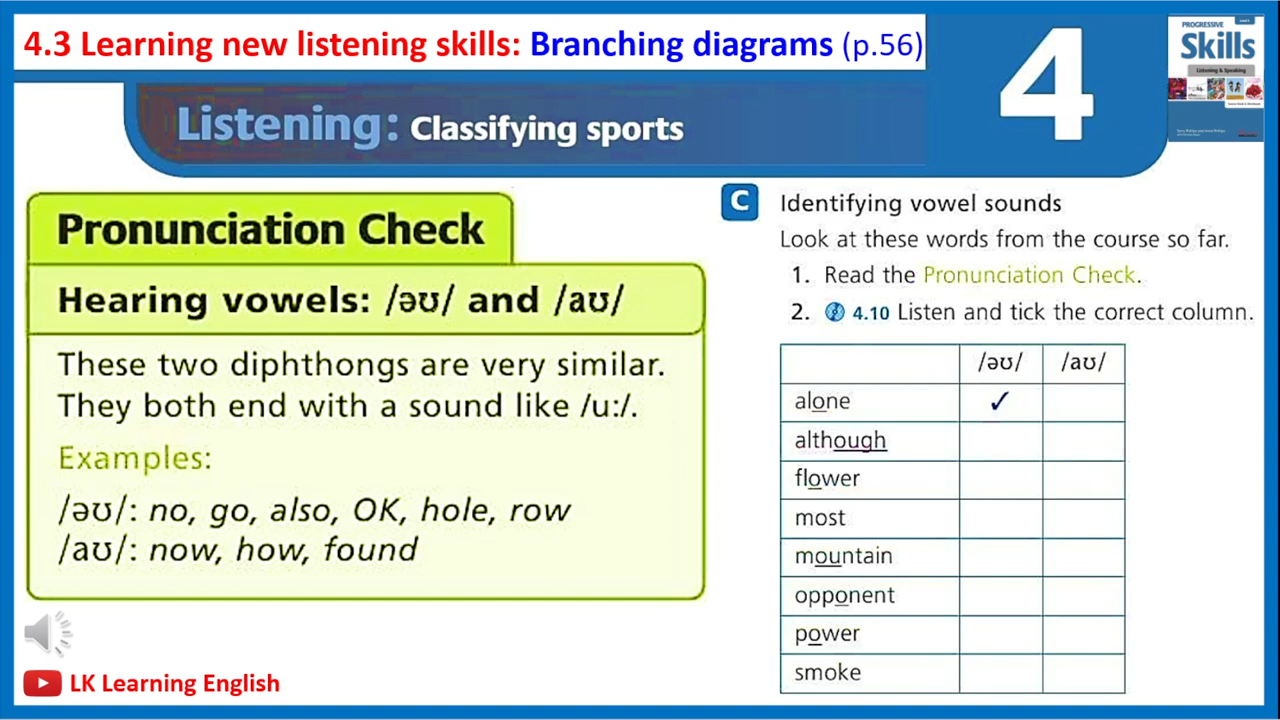 4.3 Learning new listening skills: Branching diagrams (p.56)
4
PROGRESSIVE
Skills
Listening & Speaking
Listening: Classifying sports
Pronunciation Check
Hearing vowels: /əʊ/ and /aʊ/
These two diphthongs are very similar.
They both end with a sound like /u:/.
Examples:
/əʊ/: no, go, also, OK, hole, row
/aʊ/: now, how, found
LK Learning English
C Identifying vowel sounds
Look at these words from the course so far.
1. Read the Pronunciation Check.
2. 4.10 Listen and tick the correct column.
/əʊ/ /aʊ/
alone ✓
although
flower
most
mountain
opponent
power
smoke